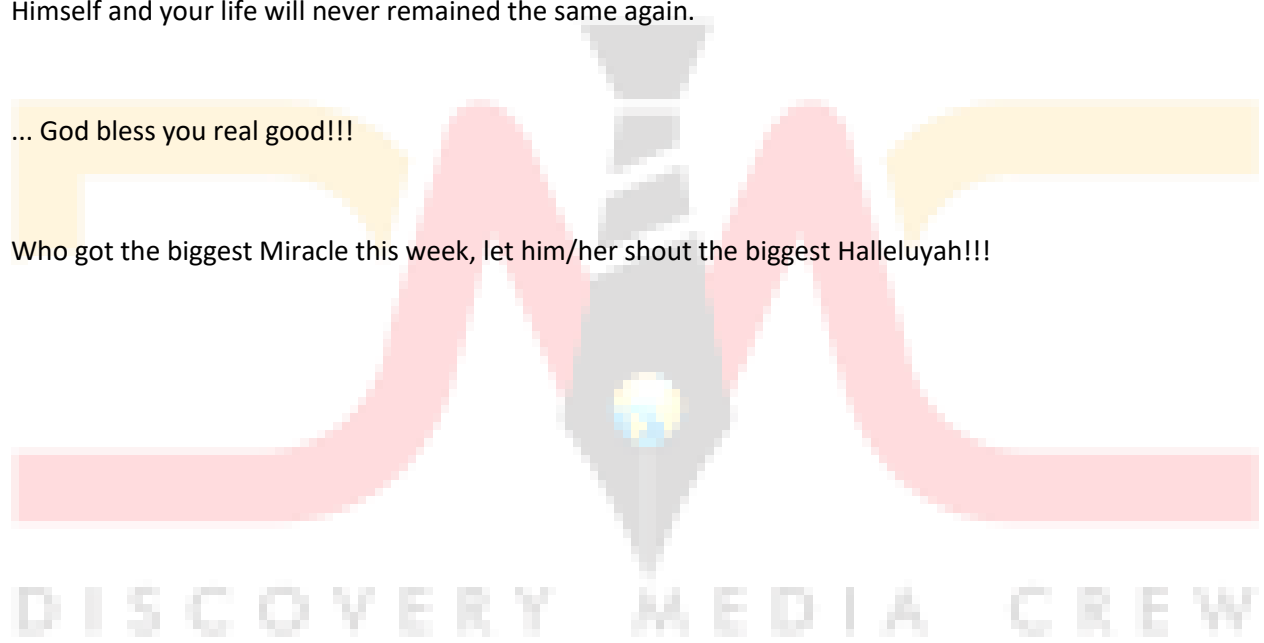 Himself and your life will never remained the same again.
... God bless you real good!!!
Who got the biggest Miracle this week, let him/her shout the biggest Halleluyah!!!
DISCOVERY MEDIA CREW